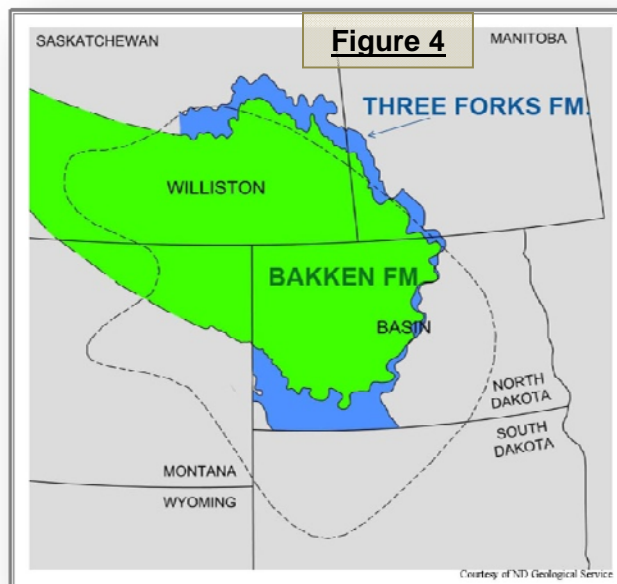 Figure 4
SASKATCHEWAN
MANITOBA
THREE FORKS FM.
WILLISTON
BAKKEN FM
BASIN
NORTH
DAKOTA
SOUTH
DAKOTA
MONTANA
WYOMING
Courtesy of ND Geological Service